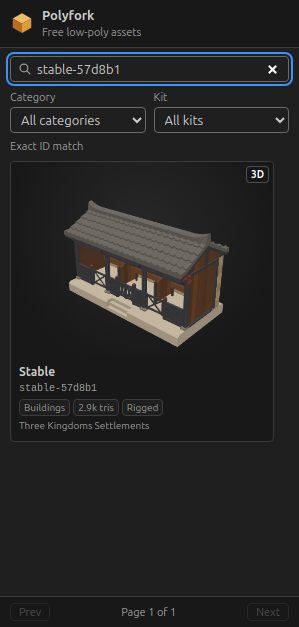 Polyfork
Free low-poly assets
stable-57d8b1
Category
Kit
All categories
All kits
Exact ID match
3D
Stable
stable-57d8b1
Buildings
2.9k tris
Rigged
Three Kingdoms Settlements
Prev
Page 1 of 1
Next